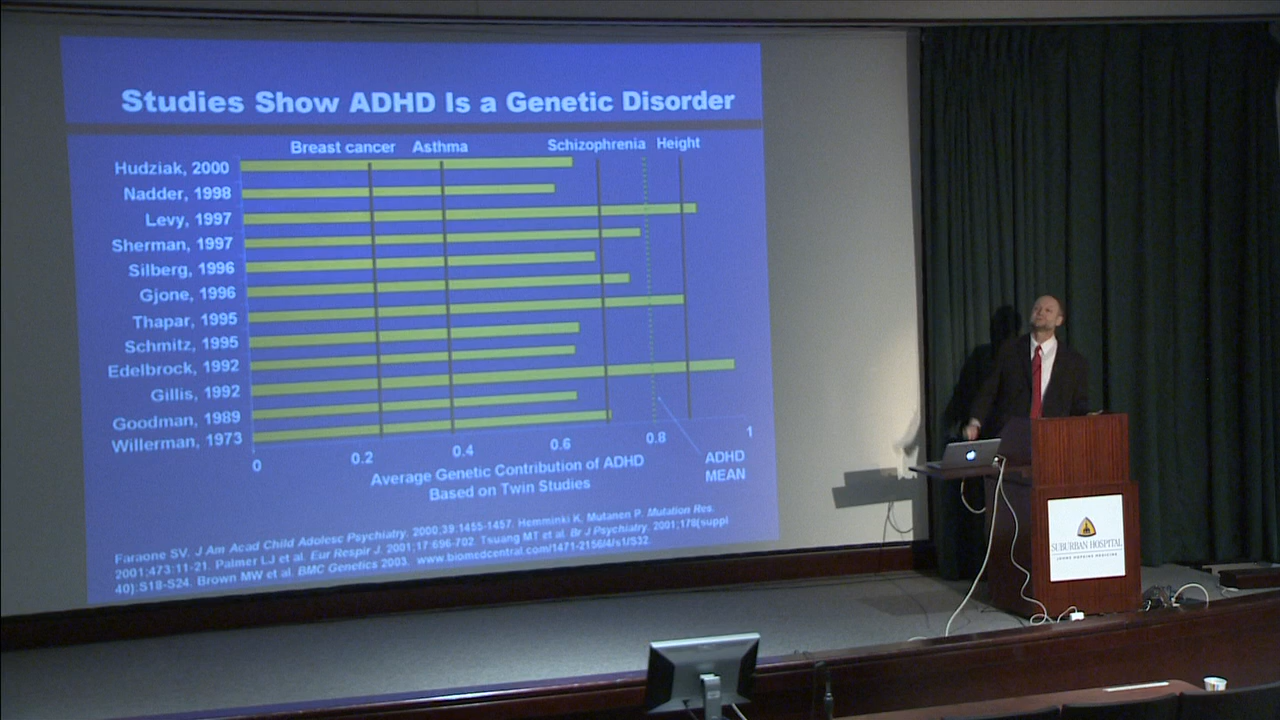 Studies Show ADHD Is a Genetic Disorder
Breast cancer Asthma Schizophrenia Height
Hudziak, 2000
Nadder, 1998
Levy, 1997
Sherman, 1997
Silberg, 1996
Gjone, 1996
Thapar, 1995
Schmitz, 1995
Edelbrock, 1992
Gillis, 1992
Goodman, 1989
Willerman, 1973
0 0.2 0.4 0.6 0.8 1
Average Genetic Contribution of ADHD
Based on Twin Studies
ADHD
MEAN
Faraone SV. J Am Acad Child Adolesc Psychiatry. 2000;39:1455-1457. Hemminki K, Mutanen P. Mutation Res.
2001;473:11-21. Palmer LJ et al. Eur Respir J. 2001;17:696-702. Tsuang MT et al. Br J Psychiatry. 2001;178(suppl
40):S18-S24. Brown MW et al. BMC Genetics 2003. www.biomedcentral.com/1471-2156/4/s1/S32.
SUBURBAN HOSPITAL
JOHNS HOPKINS MEDICINE